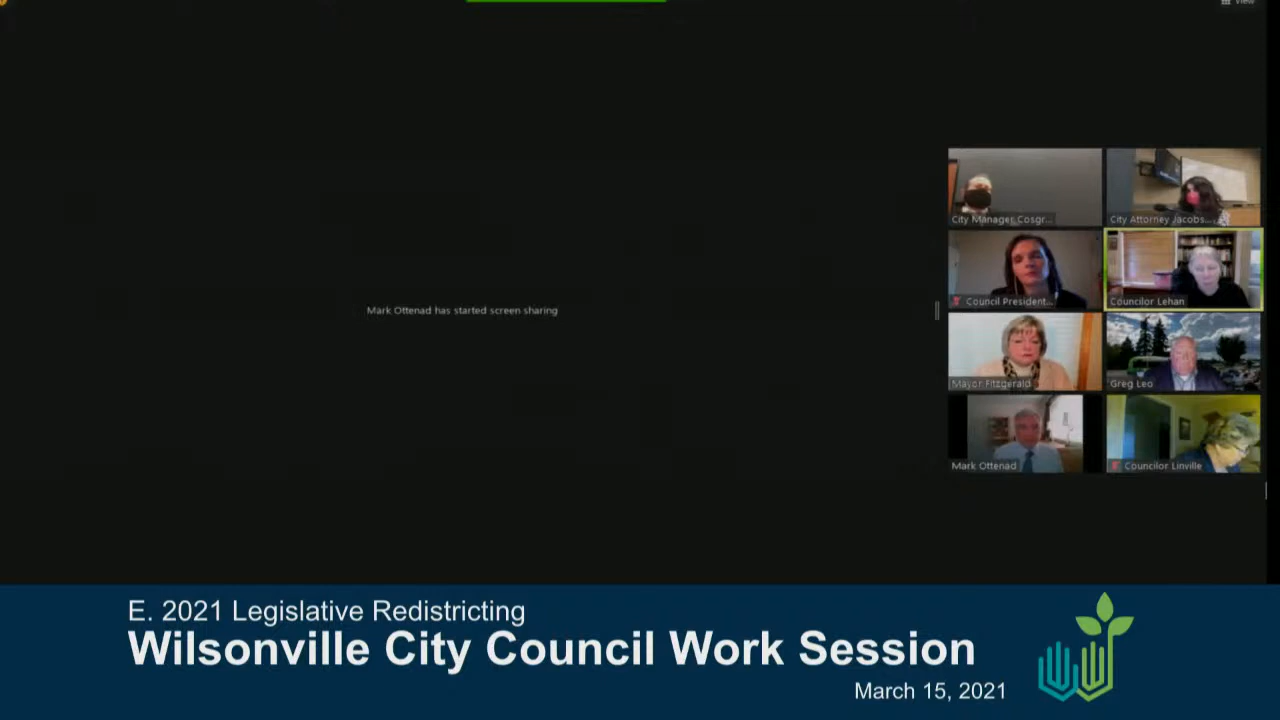 View
Mark Ottenad has started screen sharing
City Manager Cosgr...
City Attorney Jacobs...
Council President...
Councilor Lehan
Mayor Fitzgerald
Greg Leo
Mark Ottenad
Councilor Linville
E. 2021 Legislative Redistricting
Wilsonville City Council Work Session
March 15, 2021